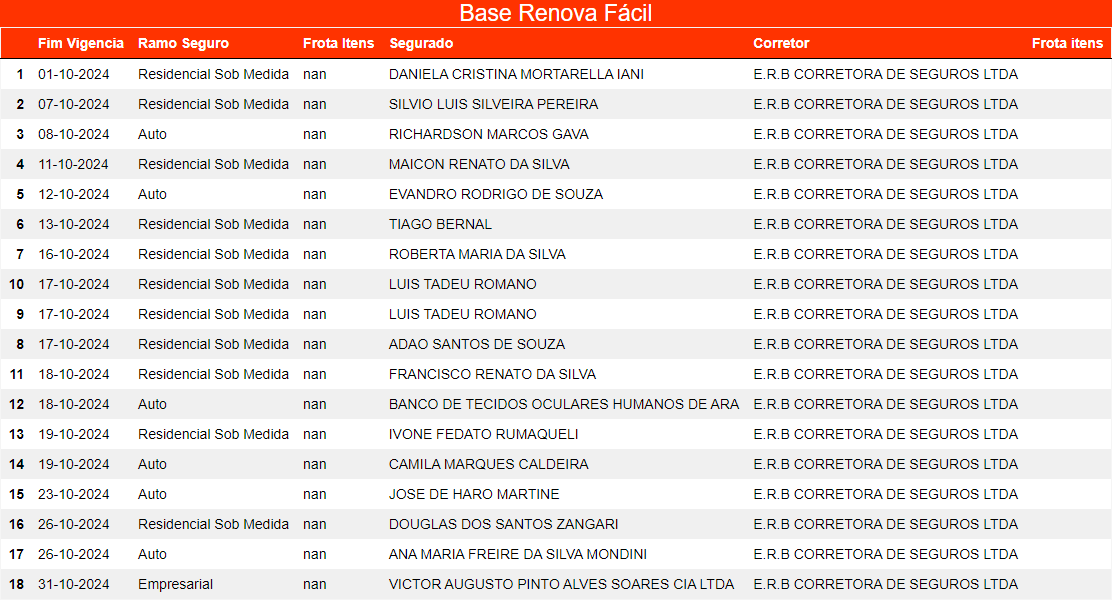 Base Renova Fácil
Fim Vigencia Ramo Seguro Frota Itens Segurado Corretor Frota itens
1 01-10-2024 Residencial Sob Medida nan DANIELA CRISTINA MORTARELLA IANI E.R.B CORRETORA DE SEGUROS LTDA
2 07-10-2024 Residencial Sob Medida nan SILVIO LUIS SILVEIRA PEREIRA E.R.B CORRETORA DE SEGUROS LTDA
3 08-10-2024 Auto nan RICHARDSON MARCOS GAVA E.R.B CORRETORA DE SEGUROS LTDA
4 11-10-2024 Residencial Sob Medida nan MAICON RENATO DA SILVA E.R.B CORRETORA DE SEGUROS LTDA
5 12-10-2024 Auto nan EVANDRO RODRIGO DE SOUZA E.R.B CORRETORA DE SEGUROS LTDA
6 13-10-2024 Residencial Sob Medida nan TIAGO BERNAL E.R.B CORRETORA DE SEGUROS LTDA
7 16-10-2024 Residencial Sob Medida nan ROBERTA MARIA DA SILVA E.R.B CORRETORA DE SEGUROS LTDA
10 17-10-2024 Residencial Sob Medida nan LUIS TADEU ROMANO E.R.B CORRETORA DE SEGUROS LTDA
9 17-10-2024 Residencial Sob Medida nan LUIS TADEU ROMANO E.R.B CORRETORA DE SEGUROS LTDA
8 17-10-2024 Residencial Sob Medida nan ADAO SANTOS DE SOUZA E.R.B CORRETORA DE SEGUROS LTDA
11 18-10-2024 Residencial Sob Medida nan FRANCISCO RENATO DA SILVA E.R.B CORRETORA DE SEGUROS LTDA
12 18-10-2024 Auto nan BANCO DE TECIDOS OCULARES HUMANOS DE ARA E.R.B CORRETORA DE SEGUROS LTDA
13 19-10-2024 Residencial Sob Medida nan IVONE FEDATO RUMAQUELI E.R.B CORRETORA DE SEGUROS LTDA
14 19-10-2024 Auto nan CAMILA MARQUES CALDEIRA E.R.B CORRETORA DE SEGUROS LTDA
15 23-10-2024 Auto nan JOSE DE HARO MARTINE E.R.B CORRETORA DE SEGUROS LTDA
16 26-10-2024 Residencial Sob Medida nan DOUGLAS DOS SANTOS ZANGARI E.R.B CORRETORA DE SEGUROS LTDA
17 26-10-2024 Auto nan ANA MARIA FREIRE DA SILVA MONDINI E.R.B CORRETORA DE SEGUROS LTDA
18 31-10-2024 Empresarial nan VICTOR AUGUSTO PINTO ALVES SOARES CIA LTDA E.R.B CORRETORA DE SEGUROS LTDA